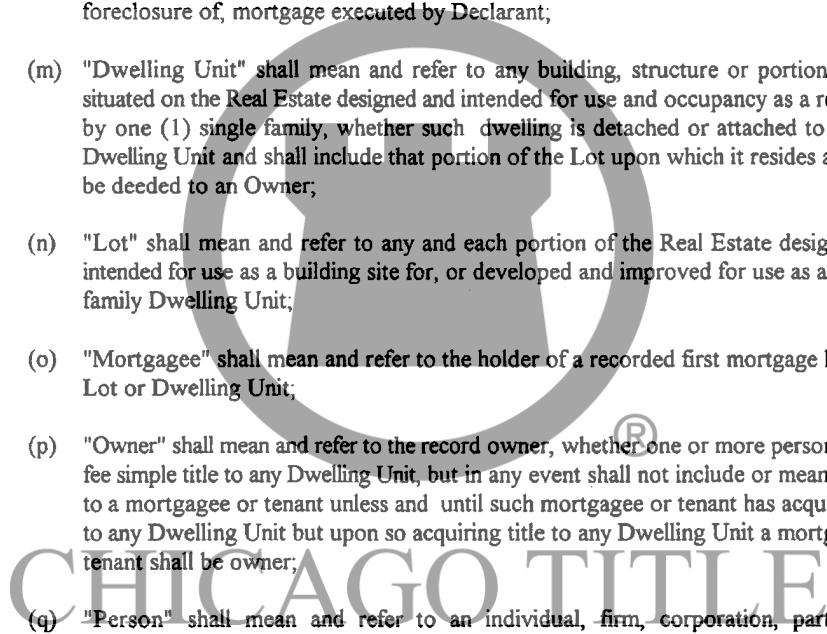 foreclosure of, mortgage executed by Declarant;
(m) "Dwelling Unit" shall mean and refer to any building, structure or portion
situated on the Real Estate designed and intended for use and occupancy as a r
by one (1) single family, whether such dwelling is detached or attached to
Dwelling Unit and shall include that portion of the Lot upon which it resides a
be deeded to an Owner;
(n) "Lot" shall mean and refer to any and each portion of the Real Estate desig
intended for use as a building site for, or developed and improved for use as a
family Dwelling Unit;
(o) "Mortgagee" shall mean and refer to the holder of a recorded first mortgage
Lot or Dwelling Unit;
®
(p) "Owner" shall mean and refer to the record owner, whether one or more person
fee simple title to any Dwelling Unit, but in any event shall not include or mean
to a mortgagee or tenant unless and until such mortgagee or tenant has acqu
to any Dwelling Unit but upon so acquiring title to any Dwelling Unit a mortg
tenant shall be owner;
CHICAGO TITLE
(q) "Person" shall mean and refer to an individual, firm, corporation, part